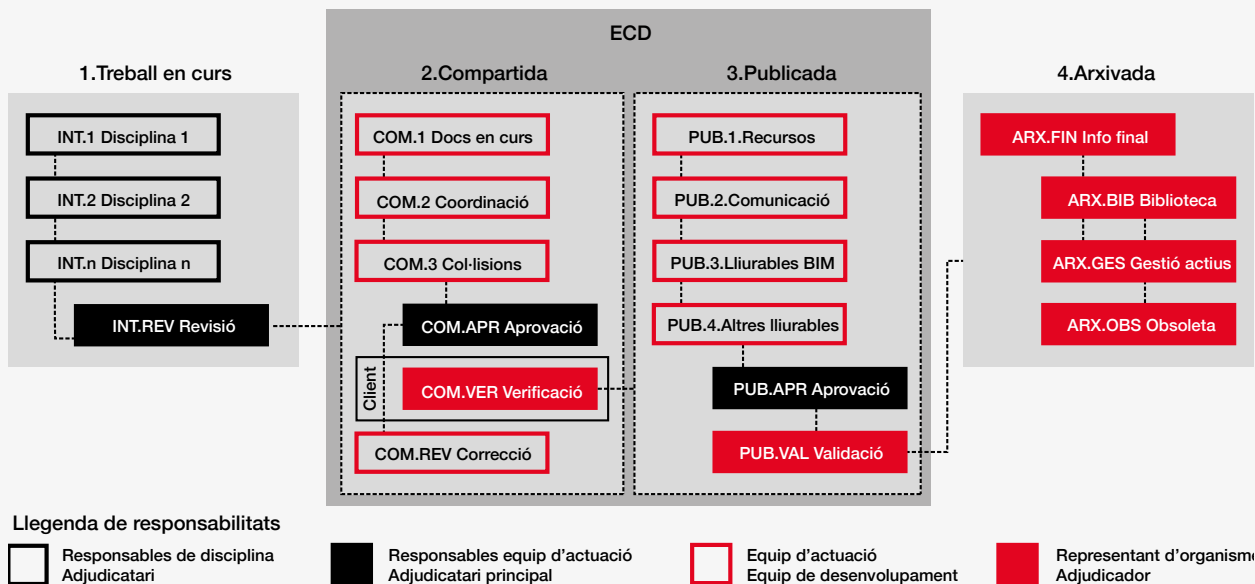 ECD
1.Treball en curs
INT.1 Disciplina 1
INT.2 Disciplina 2
INT.n Disciplina n
INT.REV Revisió
2.Compartida
COM.1 Docs en curs
COM.2 Coordinació
COM.3 Col·lisions
COM.APR Aprovació
Client
COM.VER Verificació
COM.REV Correcció
3.Publicada
PUB.1.Recursos
PUB.2.Comunicació
PUB.3.Lliurables BIM
PUB.4.Altres lliurables
PUB.APR Aprovació
PUB.VAL Validació
4.Arxivada
ARX.FIN Info final
ARX.BIB Biblioteca
ARX.GES Gestió actius
ARX.OBS Obsoleta
Llegenda de responsabilitats
Responsables de disciplina
Adjudicatari
Responsables equip d'actuació
Adjudicatari principal
Equip d'actuació
Equip de desenvolupament
Representant d'organisme
Adjudicador